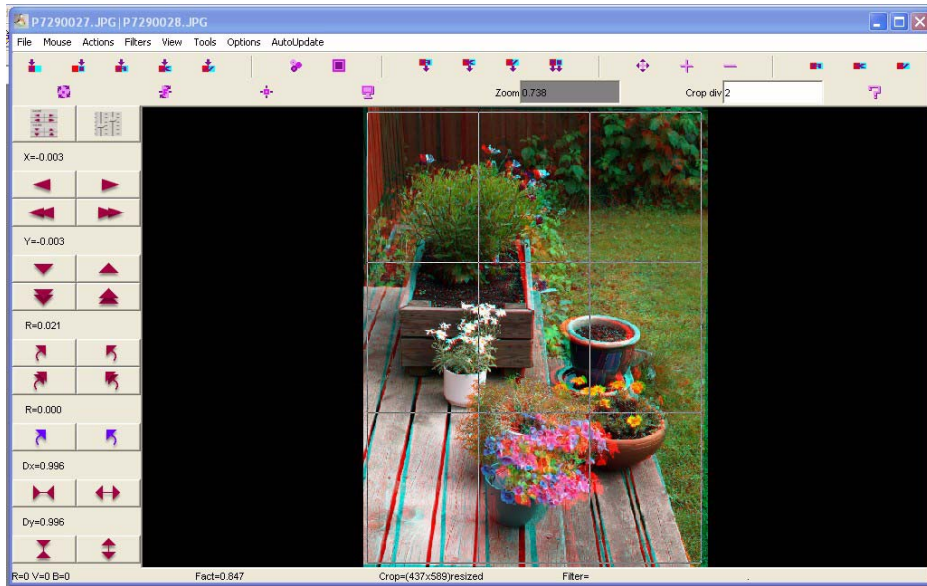 P7290027.JPG|P7290028.JPG
File Mouse Actions Filters View Tools Options AutoUpdate
Zoom 0.738 Crop div 2
X=-0.003
Y=-0.003
R=0.021
R=0.000
Dx=0.996
Dy=0.996
R=0 V=0 B=0 Fact=0.847 Crop=(437x589)resized Filter= .